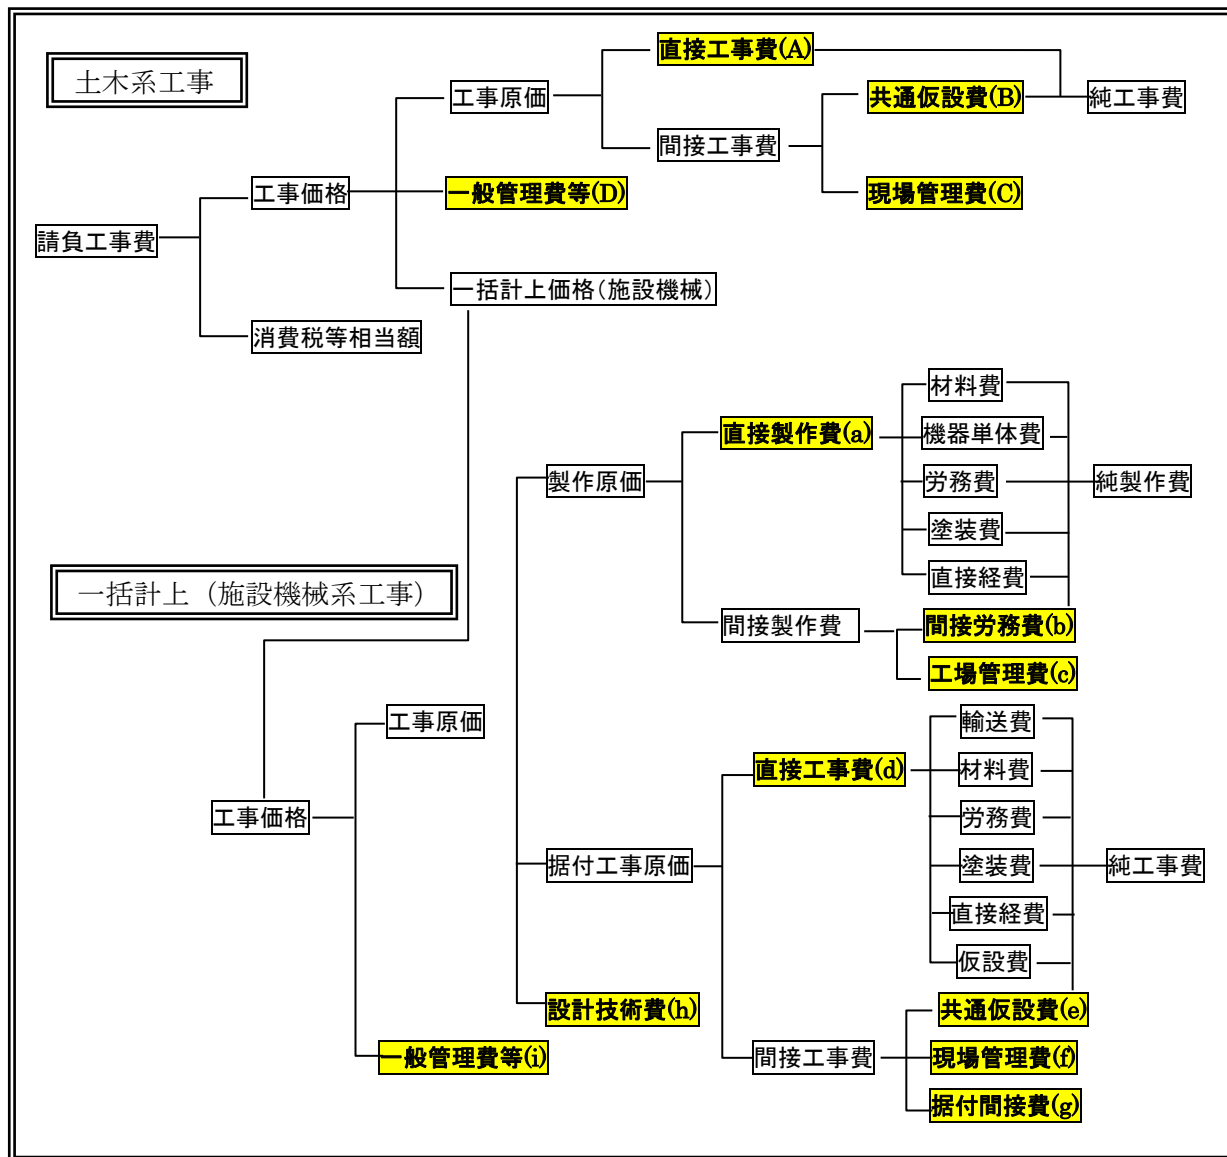 土木系工事
直接工事費(A)
工事原価
共通仮設費(B)
純工事費
間接工事費
工事価格
一般管理費等(D)
現場管理費(C)
請負工事費
一括計上価格（施設機械）
消費税等相当額
材料費
直接製作費(a)
機器単体費
製作原価
労務費
純製作費
塗装費
一括計上（施設機械系工事）
直接経費
間接製作費
間接労務費(b)
工場管理費(c)
工事原価
輸送費
直接工事費(d)
材料費
工事価格
労務費
据付工事原価
塗装費
純工事費
直接経費
仮設費
設計技術費(h)
共通仮設費(e)
一般管理費等(i)
間接工事費
現場管理費(f)
据付間接費(g)